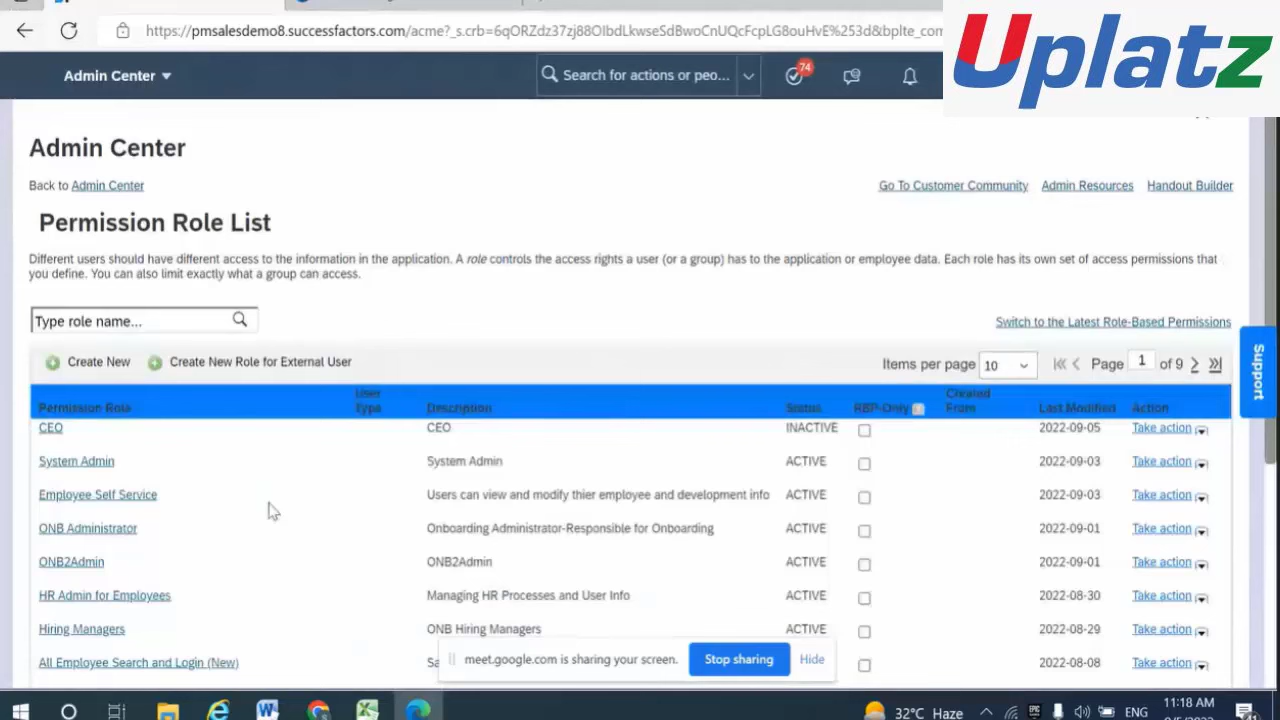 https://pmsalesdemo8.successfactors.com/acme?_s.crb=6qORZdz37zj88OIbdLkwseSdBwoCnUQcFcpLG8ouHvE%253d&bplte_com
Uplatz
Admin Center
Search for actions or peo...
74
Admin Center
Back to Admin Center
Go To Customer Community Admin Resources Handout Builder
Permission Role List
Different users should have different access to the information in the application. A role controls the access rights a user (or a group) has to the application or employee data. Each role has its own set of access permissions that
you define. You can also limit exactly what a group can access.
Type role name...
Switch to the Latest Role-Based Permissions
Support
Create New Create New Role for External User Items per page 10 Page 1 of 9
Permission Role User Type Description Status RBP-Only Created From Last Modified Action
CEO CEO INACTIVE 2022-09-05 Take action
System Admin System Admin ACTIVE 2022-09-03 Take action
Employee Self Service Users can view and modify thier employee and development info ACTIVE 2022-09-03 Take action
ONB Administrator Onboarding Administrator-Responsible for Onboarding ACTIVE 2022-09-01 Take action
ONB2Admin ONB2Admin ACTIVE 2022-09-01 Take action
HR Admin for Employees Managing HR Processes and User Info ACTIVE 2022-08-30 Take action
Hiring Managers ONB Hiring Managers ACTIVE 2022-08-29 Take action
All Employee Search and Login (New) 2022-08-08 Take action
meet.google.com is sharing your screen. Stop sharing Hide
32°C Haze ENG 11:18 AM